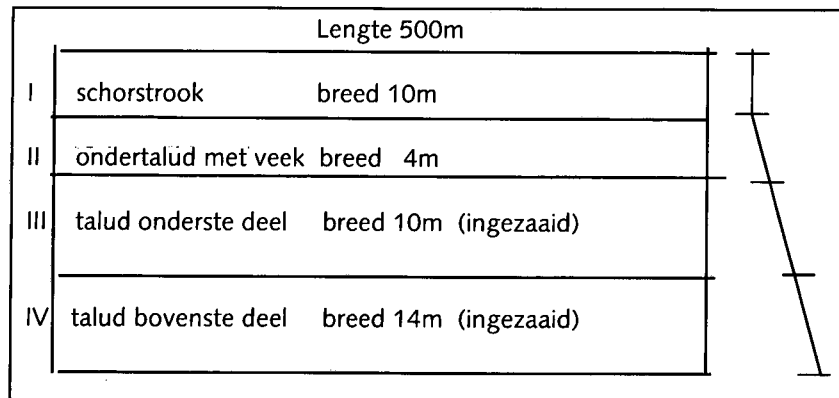 Lengte 500m
I schorstrook breed 10m
II ondertalud met veek breed 4m
III talud onderste deel breed 10m (ingezaaid)
IV talud bovenste deel breed 14m (ingezaaid)